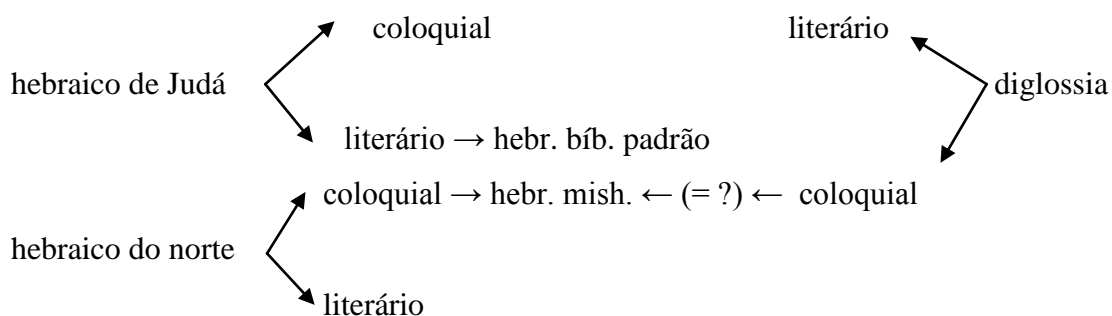 coloquial literário
hebraico de Judá diglossia
literário → hebr. bíb. padrão
coloquial → hebr. mish. ← (= ?) ← coloquial
hebraico do norte
literário